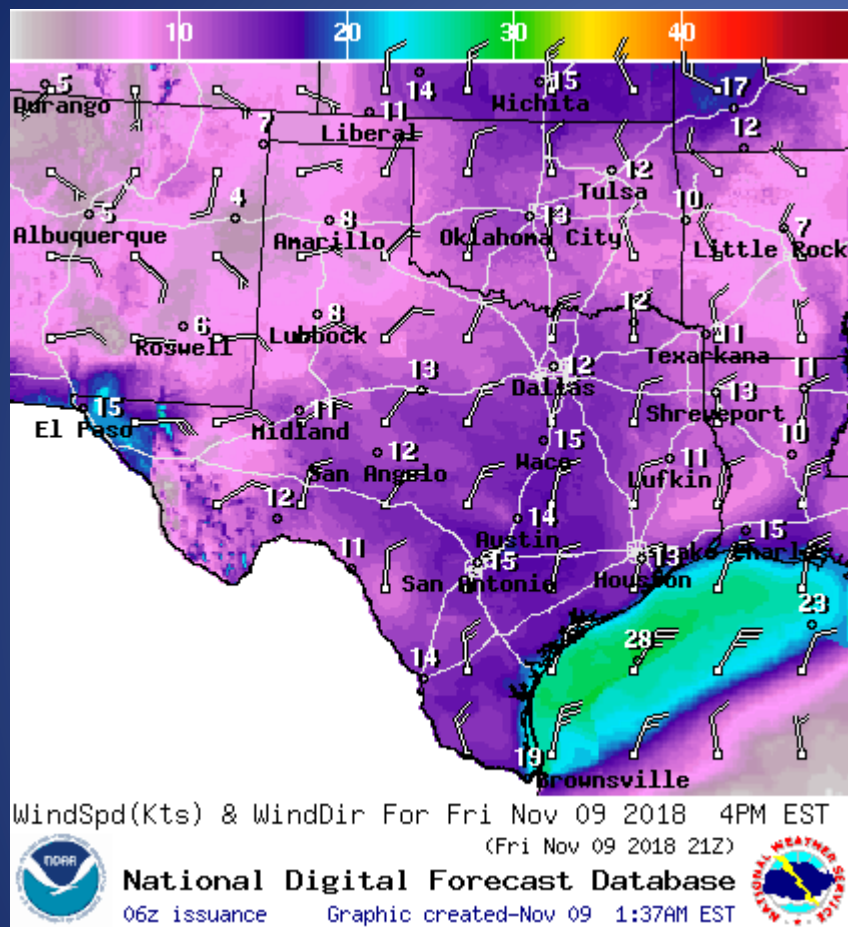 10 20 30 40
5 14 15 17
Durango Wichita
11
Liberal
7 12
12
Tulsa
5 4 8 13 10 7
Albuquerque Amarillo Oklahoma City Little Rock
6 8 12
Roswell Lubbock 11
Texarkana
13 12 11
Dallas 13
15 11 Shreveport
El Paso Midland
12 15 10
San Angelo Waco 11
Lufkin
12 14
Austin 15
11 15 13 Lake Charles
San Antonio Houston
23
14 28
19
Brownsville
WindSpd(Kts) & WindDir For Fri Nov 09 2018 4PM EST
(Fri Nov 09 2018 21Z)
NOAA
National Digital Forecast Database
06z issuance Graphic created-Nov 09 1:37AM EST
NATIONAL WEATHER SERVICE